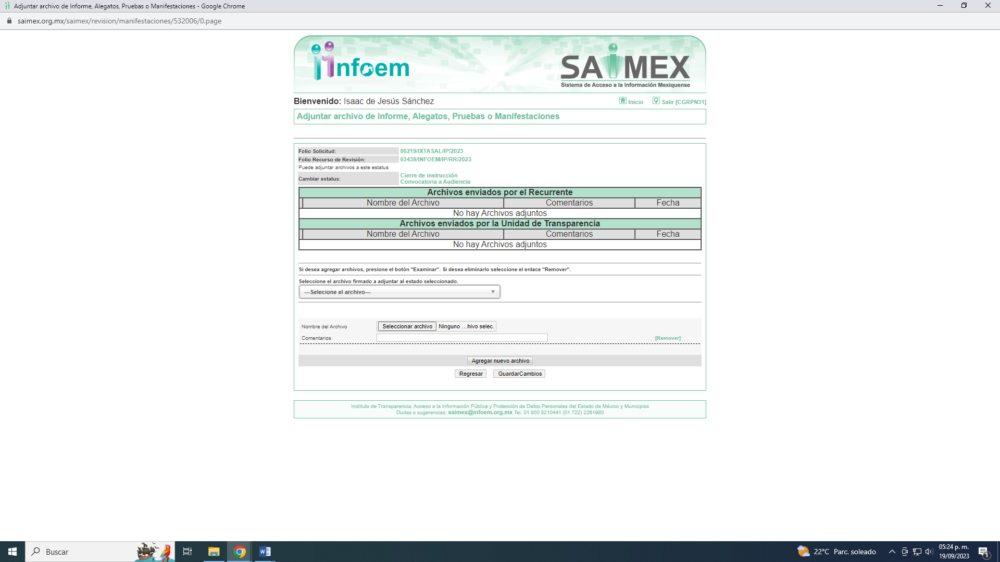 Adjuntar archivo de Informe, Alegatos, Pruebas o Manifestaciones - Google Chrome
saimex.org.mx/saimex/revision/manifestaciones/532006/0.page
infoem
SAIMEX
Sistema de Acceso a la Información Mexiquense
Bienvenido: Isaac de Jesús Sánchez
Inicio
Salir [CGRPN31]
Adjuntar archivo de Informe, Alegatos, Pruebas o Manifestaciones
Folio Solicitud: 00219/IXTASAL/IP/2023
Folio Recurso de Revisión: 03439/INFOEM/IP/RR/2023
Puede adjuntar archivos a este estatus
Cambiar estatus: Cierre de instrucción
Convocatoria a Audiencia
Archivos enviados por el Recurrente
Nombre del Archivo Comentarios Fecha
No hay Archivos adjuntos
Archivos enviados por la Unidad de Transparencia
Nombre del Archivo Comentarios Fecha
No hay Archivos adjuntos
Si desea agregar archivos, presione el botón "Examinar". Si desea eliminarlo seleccione el enlace "Remover".
Seleccione el archivo firmado a adjuntar al estado seleccionado.
---Selecione el archivo---
Nombre del Archivo Seleccionar archivo Ninguno ...hivo selec.
Comentarios [Remover]
Agregar nuevo archivo
Regresar GuardarCambios
Instituto de Transparencia, Acceso a la Información Pública y Protección de Datos Personales del Estado de México y Municipios
Dudas o sugerencias: saimex@infoem.org.mx Tel. 01 800 8210441 (01 722) 2261980
Buscar
22°C Parc. soleado
05:24 p. m.
19/09/2023
1